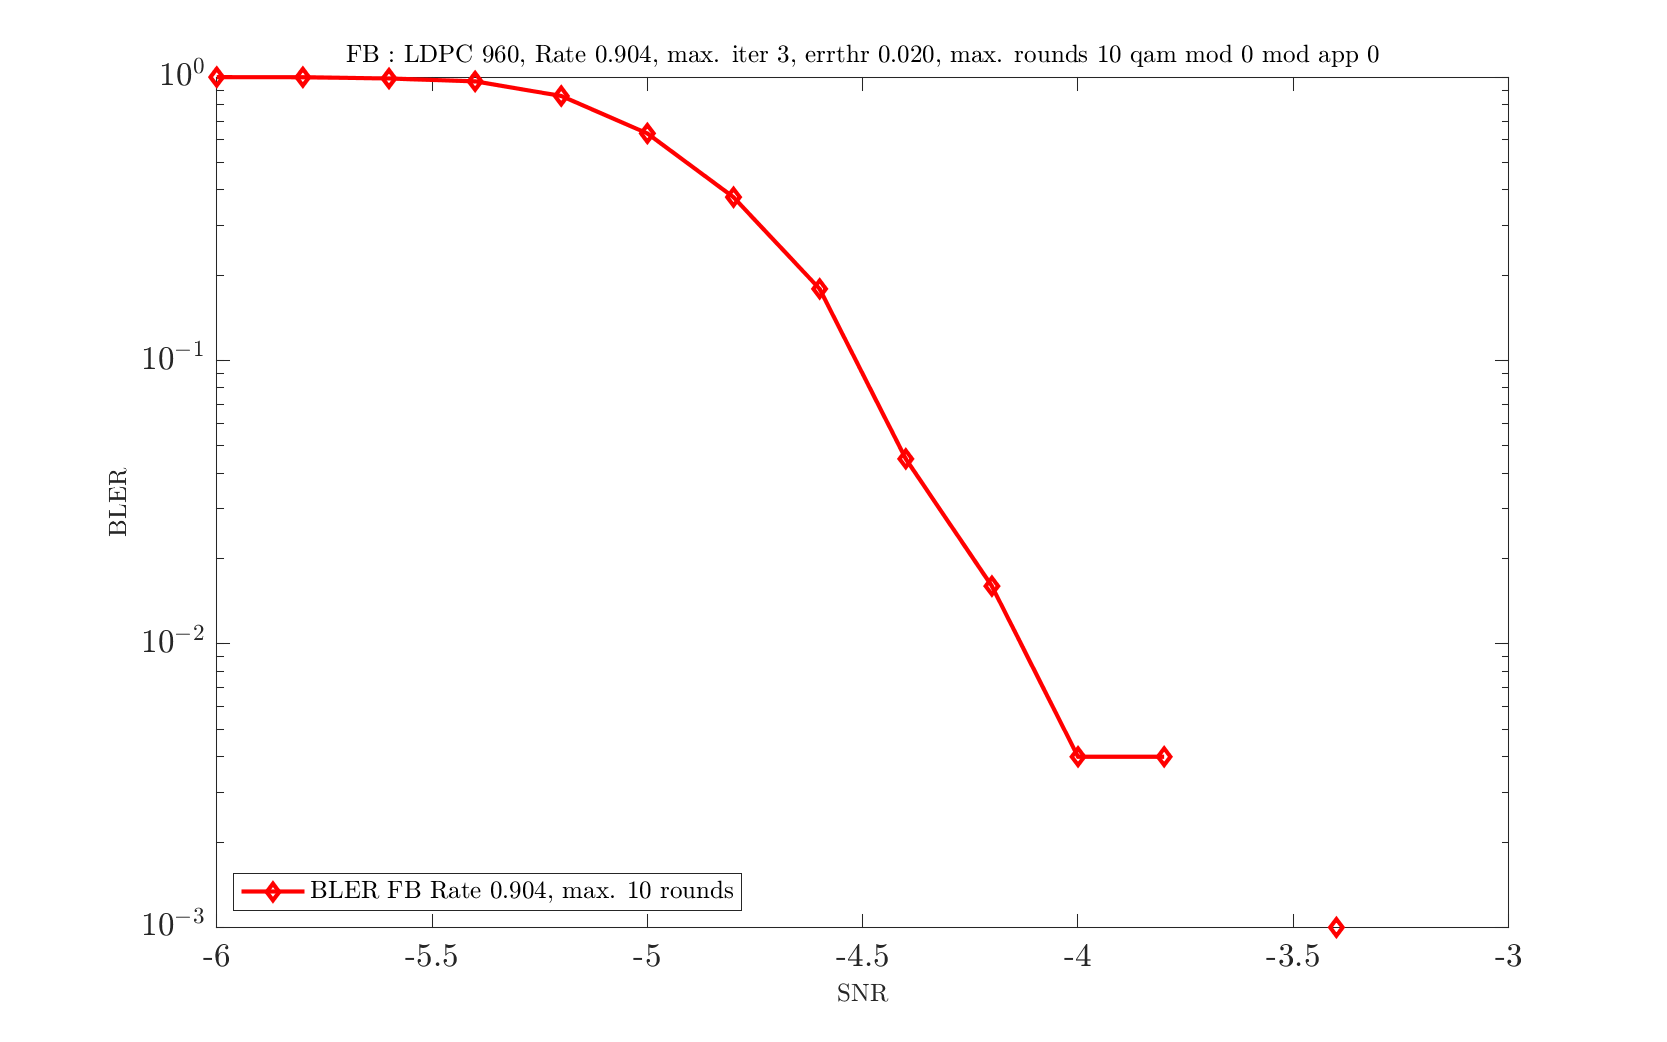 FB : LDPC 960, Rate 0.904, max. iter 3, errthr 0.020, max. rounds 10 qam mod 0 mod app 0
10^0
10^{-1}
10^{-2}
10^{-3}
BLER
BLER FB Rate 0.904, max. 10 rounds
-6 -5.5 -5 -4.5 -4 -3.5 -3
SNR